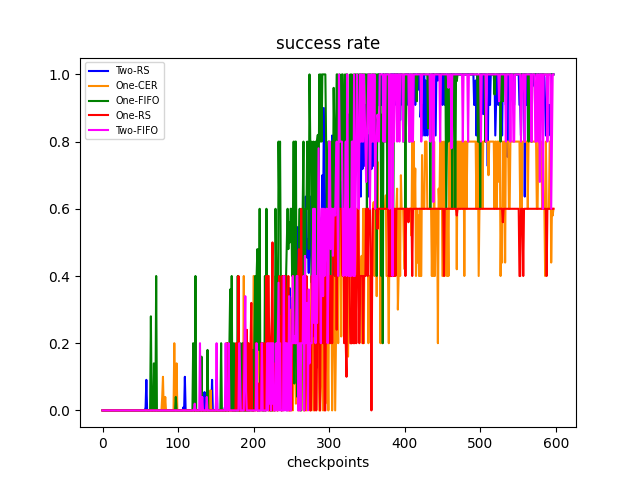 success rate
Two-RS
One-CER
One-FIFO
One-RS
Two-FIFO
1.0
0.8
0.6
0.4
0.2
0.0
0 100 200 300 400 500 600
checkpoints